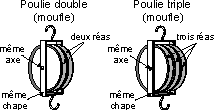 Poulie double
(moufle)
Poulie triple
(moufle)
deux réas
trois réas
même
axe
même
axe
même
chape
même
chape